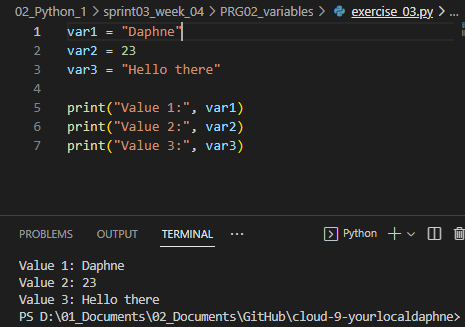 02_Python_1 > sprint03_week_04 > PRG02_variables > exercise_03.py > ...
1 var1 = "Daphne"
2 var2 = 23
3 var3 = "Hello there"
4
5 print("Value 1:", var1)
6 print("Value 2:", var2)
7 print("Value 3:", var3)
PROBLEMS OUTPUT TERMINAL ... Python
Value 1: Daphne
Value 2: 23
Value 3: Hello there
PS D:\01_Documents\02_Documents\GitHub\cloud-9-yourlocaldaphne>